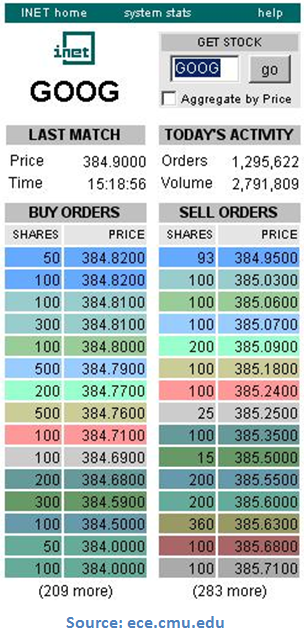 INET home system stats help
inet
GOOG
GET STOCK
GOOG go
Aggregate by Price
LAST MATCH
Price 384.9000
Time 15:18:56
TODAY'S ACTIVITY
Orders 1,295,622
Volume 2,791,809
BUY ORDERS
SHARES PRICE
50 384.8200
100 384.8200
100 384.8100
300 384.8100
100 384.8000
500 384.7900
200 384.7700
500 384.7600
100 384.7100
100 384.6900
200 384.6800
300 384.5900
100 384.5000
50 384.0000
100 384.0000
(209 more)
SELL ORDERS
SHARES PRICE
93 384.9500
100 385.0300
100 385.0600
100 385.0700
200 385.0900
100 385.1800
100 385.2400
25 385.2500
100 385.3500
15 385.5000
200 385.5500
200 385.6000
360 385.6300
100 385.6800
100 385.7100
(283 more)
Source: ece.cmu.edu